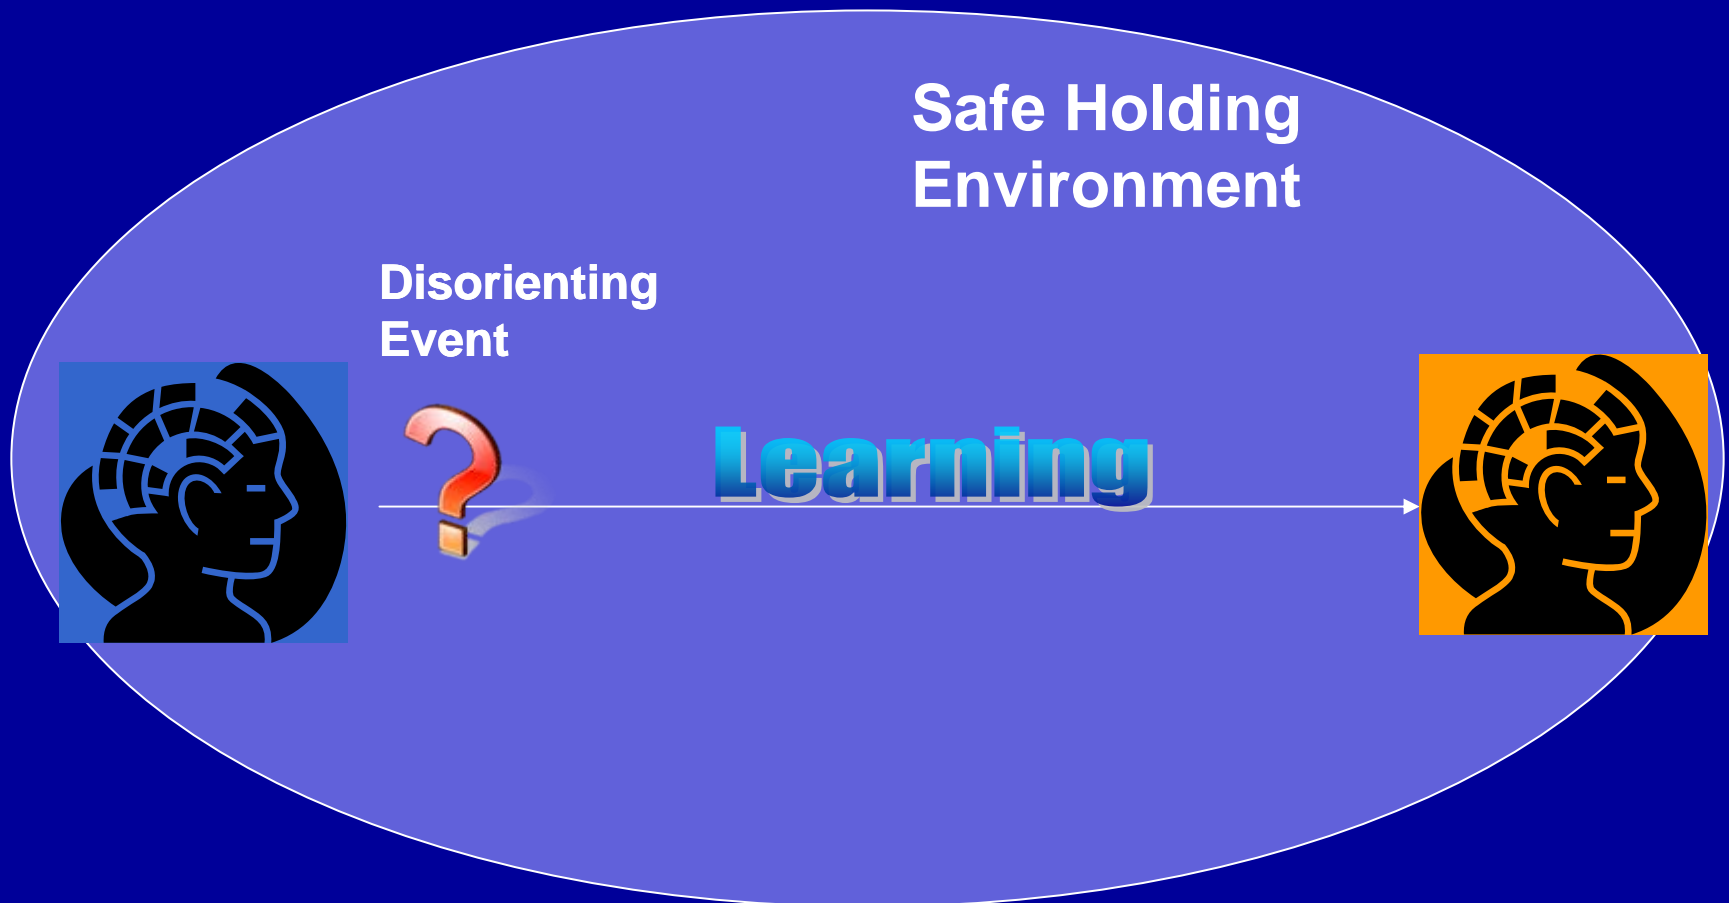 Safe Holding
Environment
Disorienting
Event
?
Learning